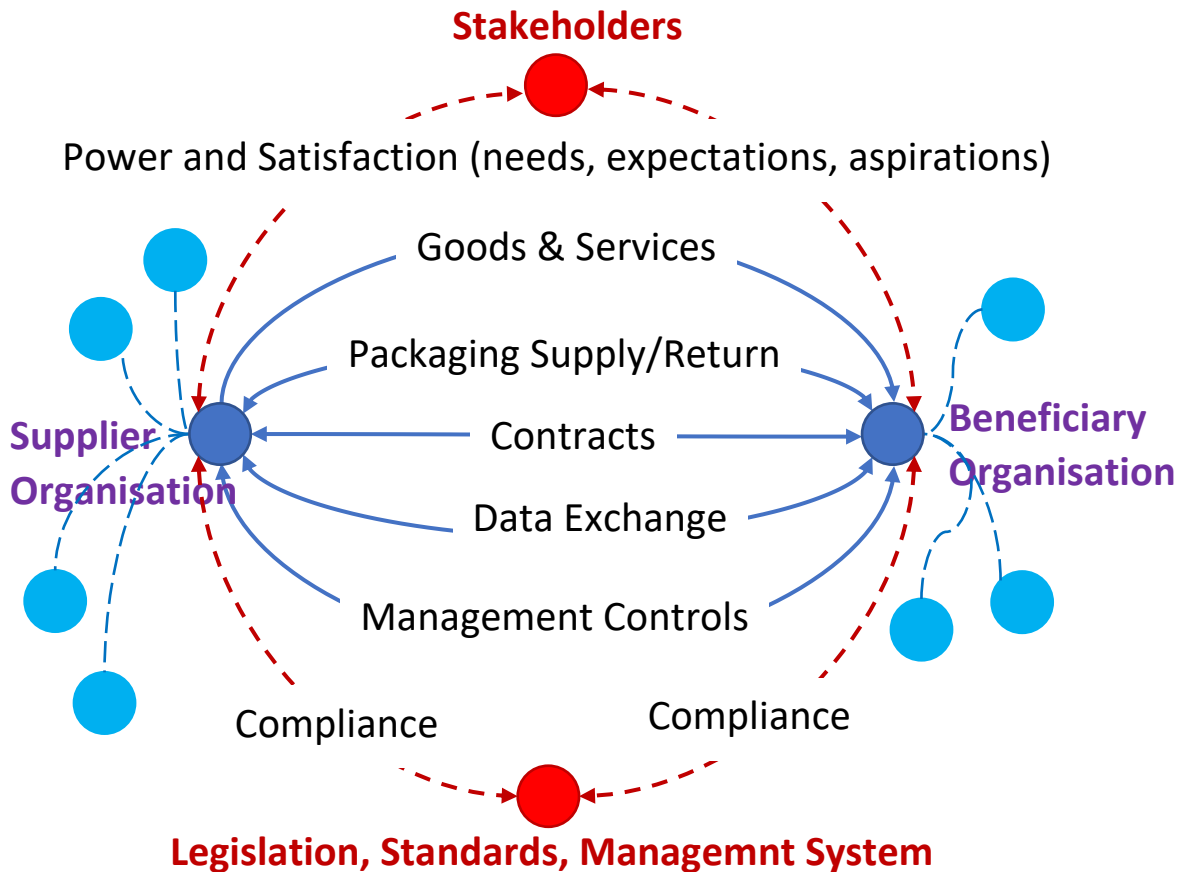 Stakeholders
Power and Satisfaction (needs, expectations, aspirations)
Goods & Services
Packaging Supply/Return
Supplier
Organisation
Contracts
Beneficiary
Organisation
Data Exchange
Management Controls
Compliance
Compliance
Legislation, Standards, Managemnt System